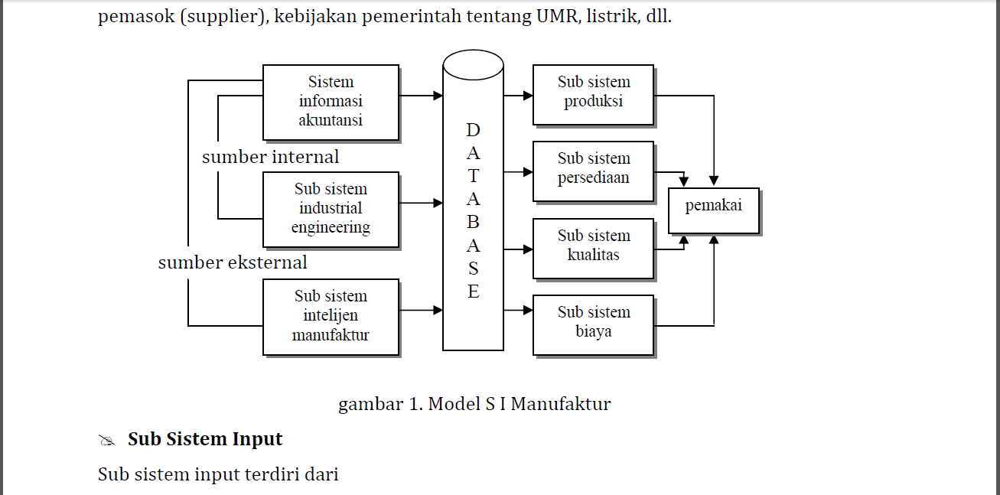 pemasok (supplier), kebijakan pemerintah tentang UMR, listrik, dll.
Sistem
informasi
akuntansi
sumber internal
Sub sistem
industrial
engineering
sumber eksternal
Sub sistem
intelijen
manufaktur
D
A
T
A
B
A
S
E
Sub sistem
produksi
Sub sistem
persediaan
Sub sistem
kualitas
Sub sistem
biaya
pemakai
gambar 1. Model S I Manufaktur
Sub Sistem Input
Sub sistem input terdiri dari